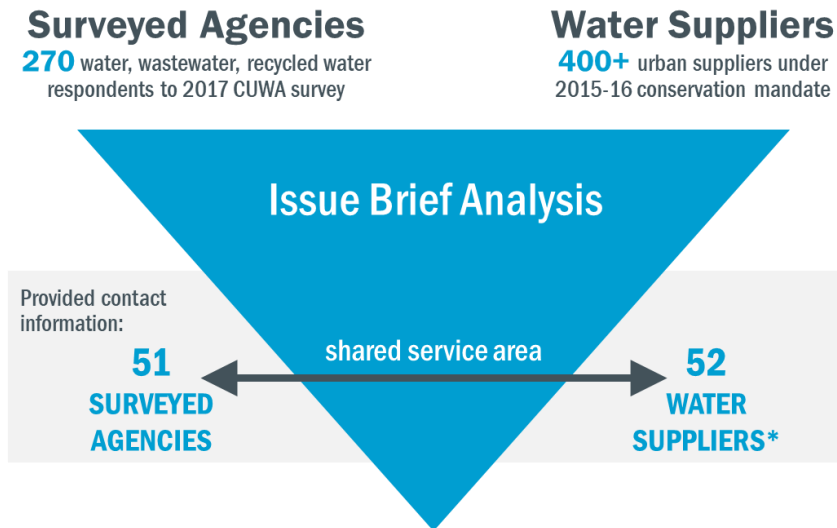 Surveyed Agencies
270 water, wastewater, recycled water
respondents to 2017 CUWA survey
Water Suppliers
400+ urban suppliers under
2015-16 conservation mandate
Issue Brief Analysis
Provided contact
information:
shared service area
51
SURVEYED
AGENCIES
52
WATER
SUPPLIERS*